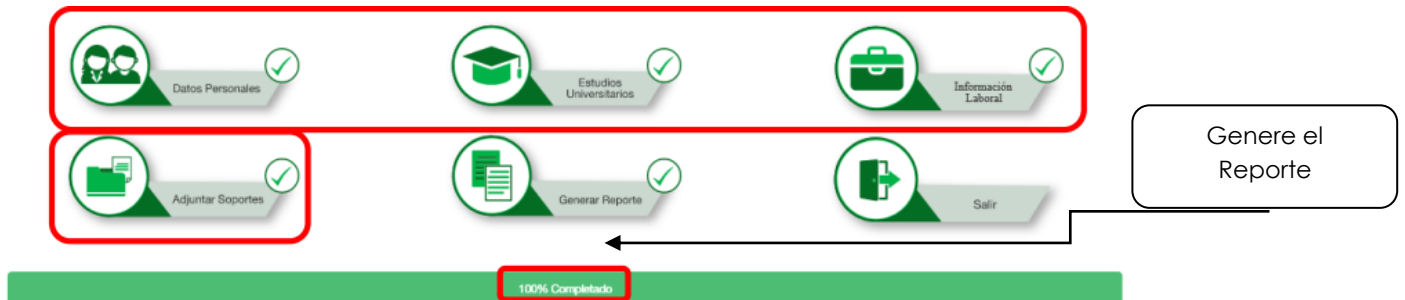 Datos Personales
Estudios
Universitarios
Información
Laboral
Genere el
Reporte
Adjuntar Soportes
Generar Reporte
Salir
100% Completado